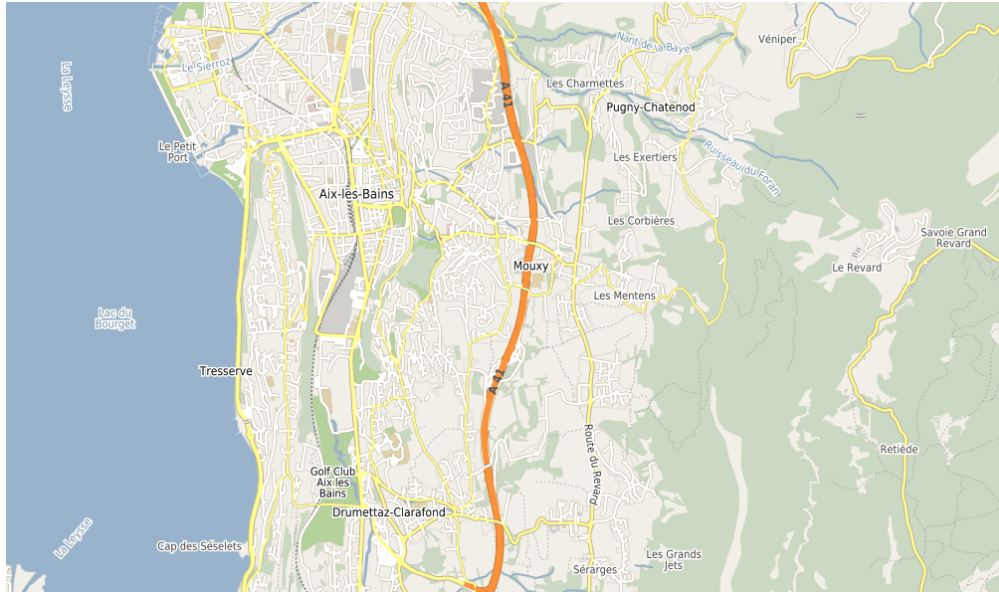 Véniper
Nant de la Baye
Le Sierroz
La Leysse
Les Charmettes
A 41
Pugny-Chatenod
Le Petit
Port
Les Exertiers
Ruisseau du Foran
Aix-les-Bains
Les Corbières
Savoie Grand
Revard
Mouxy
Le Revard
Les Mentens
Lac du
Bourget
Tresserve
A 41
Route du Revard
Retiède
Golf Club
Aix les
Bains
Drumettaz-Clarafond
La Leysse
Cap des Séselets
Les Grands
Jets
Sérarges